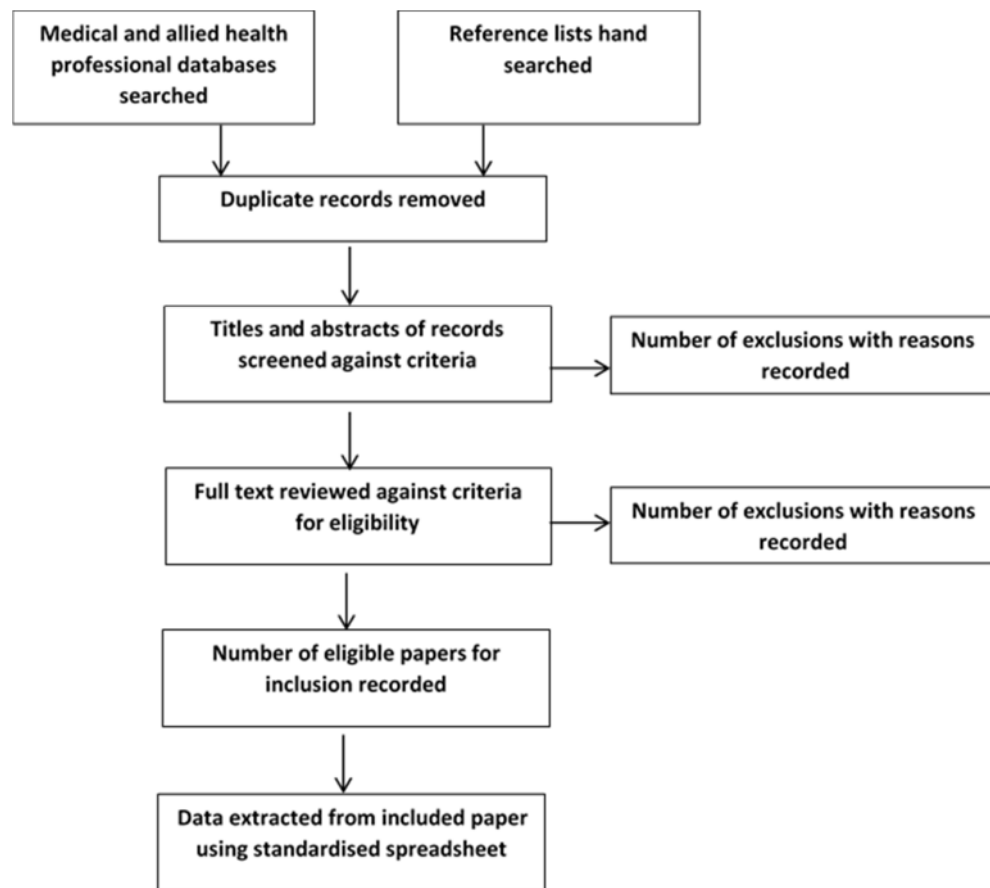 Medical and allied health
professional databases
searched
Reference lists hand
searched
Duplicate records removed
Titles and abstracts of records
screened against criteria
Number of exclusions with reasons
recorded
Full text reviewed against criteria
for eligibility
Number of exclusions with reasons
recorded
Number of eligible papers for
inclusion recorded
Data extracted from included paper
using standardised spreadsheet